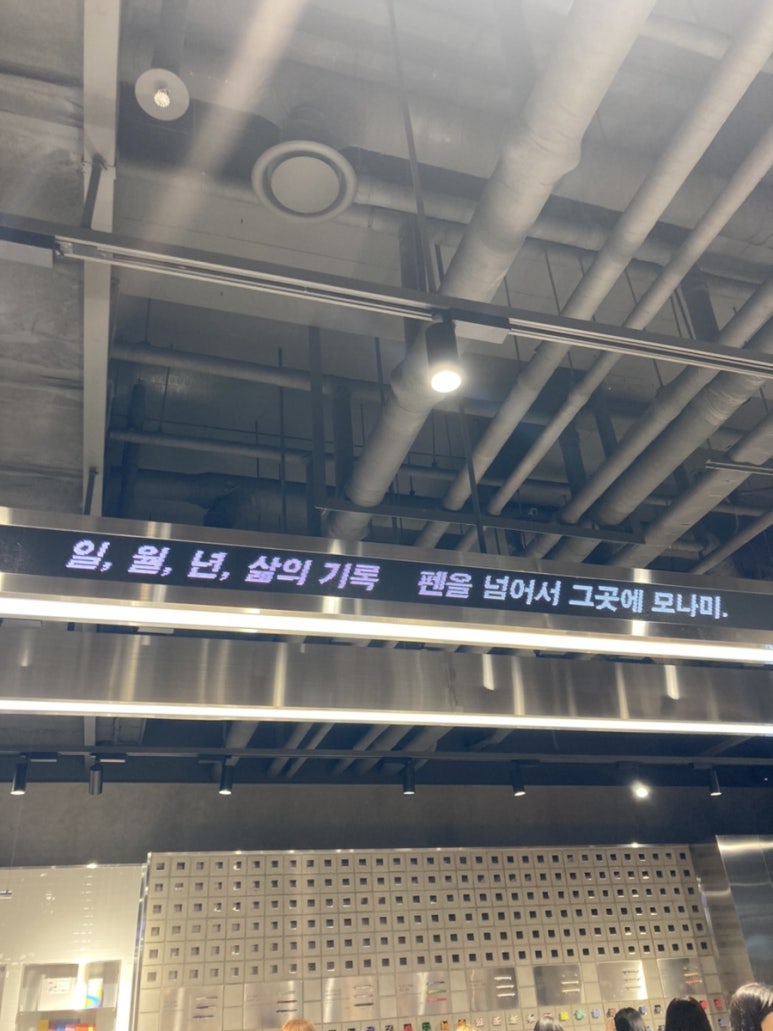 일, 월, 년, 삶의 기록 펜을 넘어서 그곳에 모나미.